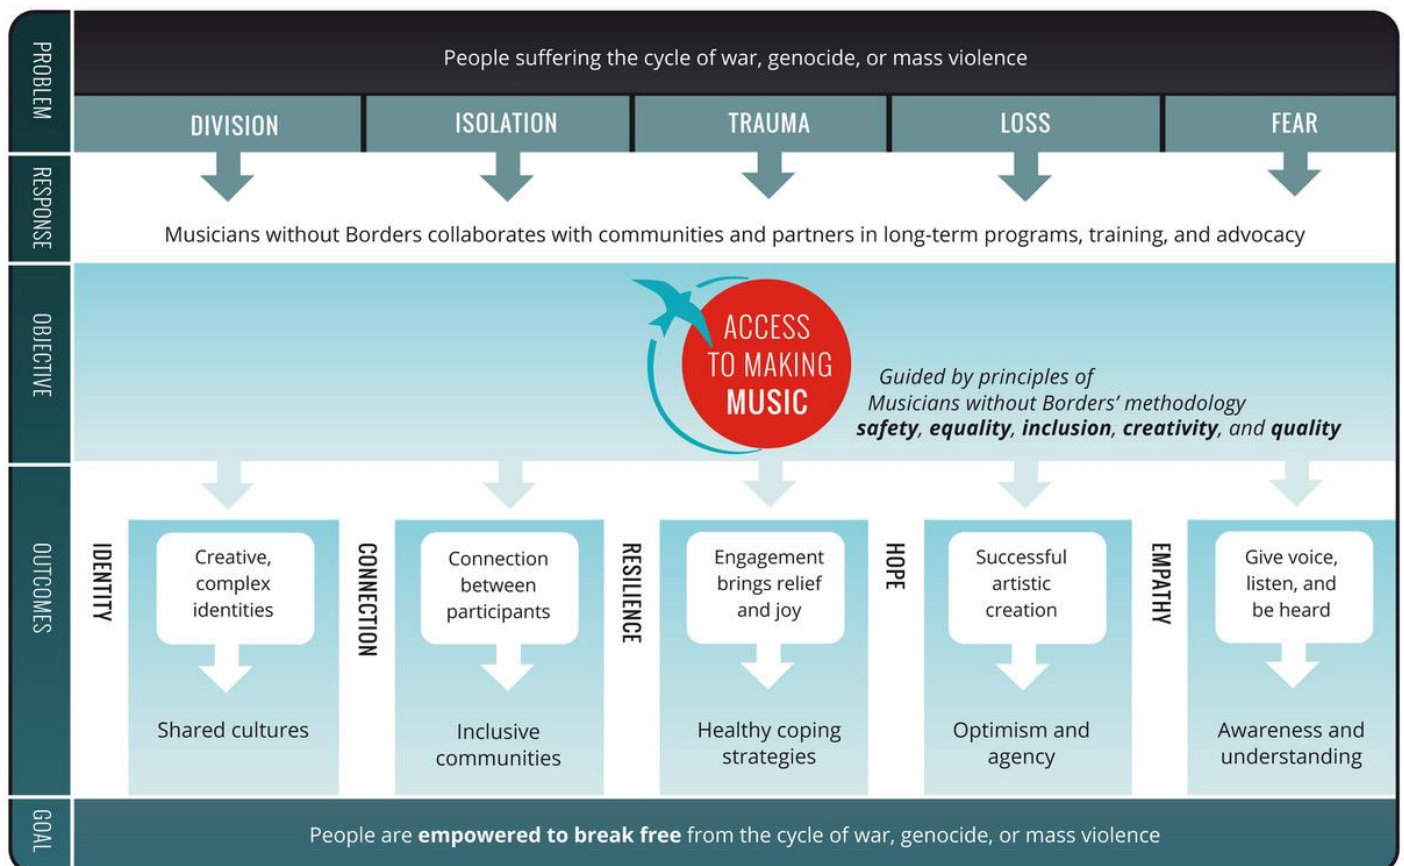 PROBLEM
People suffering the cycle of war, genocide, or mass violence
DIVISION
ISOLATION
TRAUMA
LOSS
FEAR
RESPONSE
Musicians without Borders collaborates with communities and partners in long-term programs, training, and advocacy
OBJECTIVE
ACCESS
TO MAKING
MUSIC
Guided by principles of
Musicians without Borders’ methodology
safety, equality, inclusion, creativity, and quality
OUTCOMES
IDENTITY
Creative,
complex
identities
Shared cultures
CONNECTION
Connection
between
participants
Inclusive
communities
RESILIENCE
Engagement
brings relief
and joy
Healthy coping
strategies
HOPE
Successful
artistic
creation
Optimism and
agency
EMPATHY
Give voice,
listen, and
be heard
Awareness and
understanding
GOAL
People are empowered to break free from the cycle of war, genocide, or mass violence